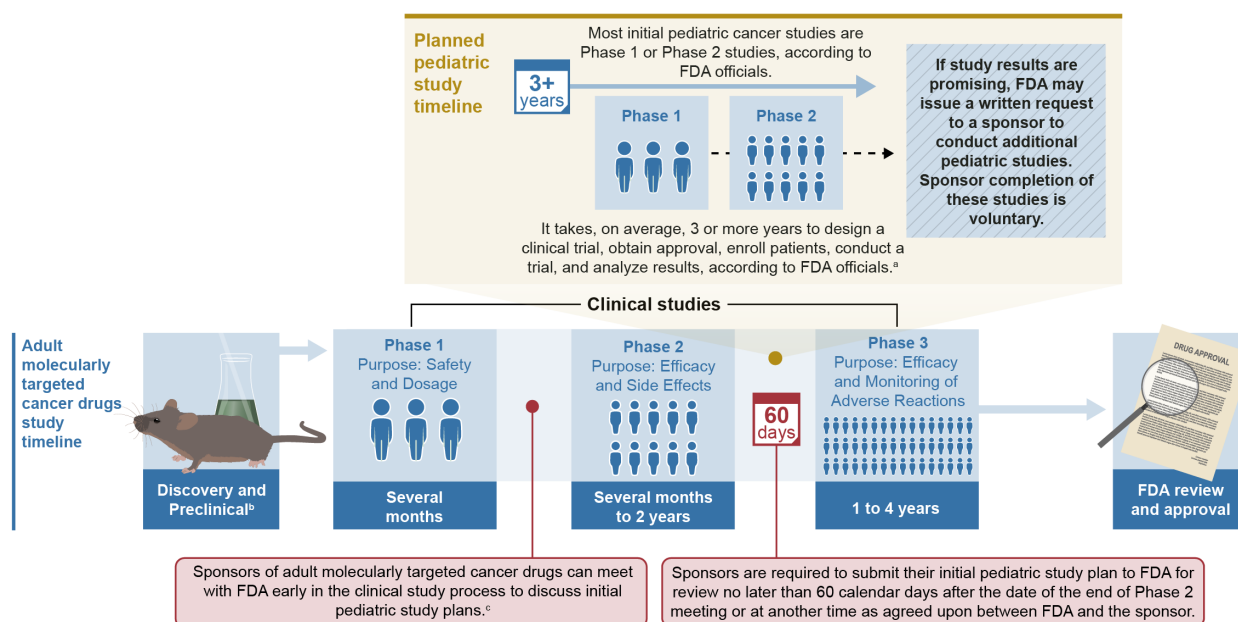 Planned
pediatric
study
timeline
Most initial pediatric cancer studies are
Phase 1 or Phase 2 studies, according to
FDA officials.
3+
years
Phase 1
Phase 2
If study results are
promising, FDA may
issue a written request
to a sponsor to
conduct additional
pediatric studies.
Sponsor completion of
these studies is
voluntary.
It takes, on average, 3 or more years to design a
clinical trial, obtain approval, enroll patients, conduct a
trial, and analyze results, according to FDA officials.a
Clinical studies
Adult
molecularly
targeted
cancer drugs
study
timeline
Discovery and
Preclinicalb
Phase 1
Purpose: Safety
and Dosage
Several
months
Phase 2
Purpose: Efficacy
and Side Effects
Several months
to 2 years
60
days
Phase 3
Purpose: Efficacy
and Monitoring of
Adverse Reactions
1 to 4 years
DRUG APPROVAL
FDA review
and approval
Sponsors of adult molecularly targeted cancer drugs can meet
with FDA early in the clinical study process to discuss initial
pediatric study plans.c
Sponsors are required to submit their initial pediatric study plan to FDA for
review no later than 60 calendar days after the date of the end of Phase 2
meeting or at another time as agreed upon between FDA and the sponsor.